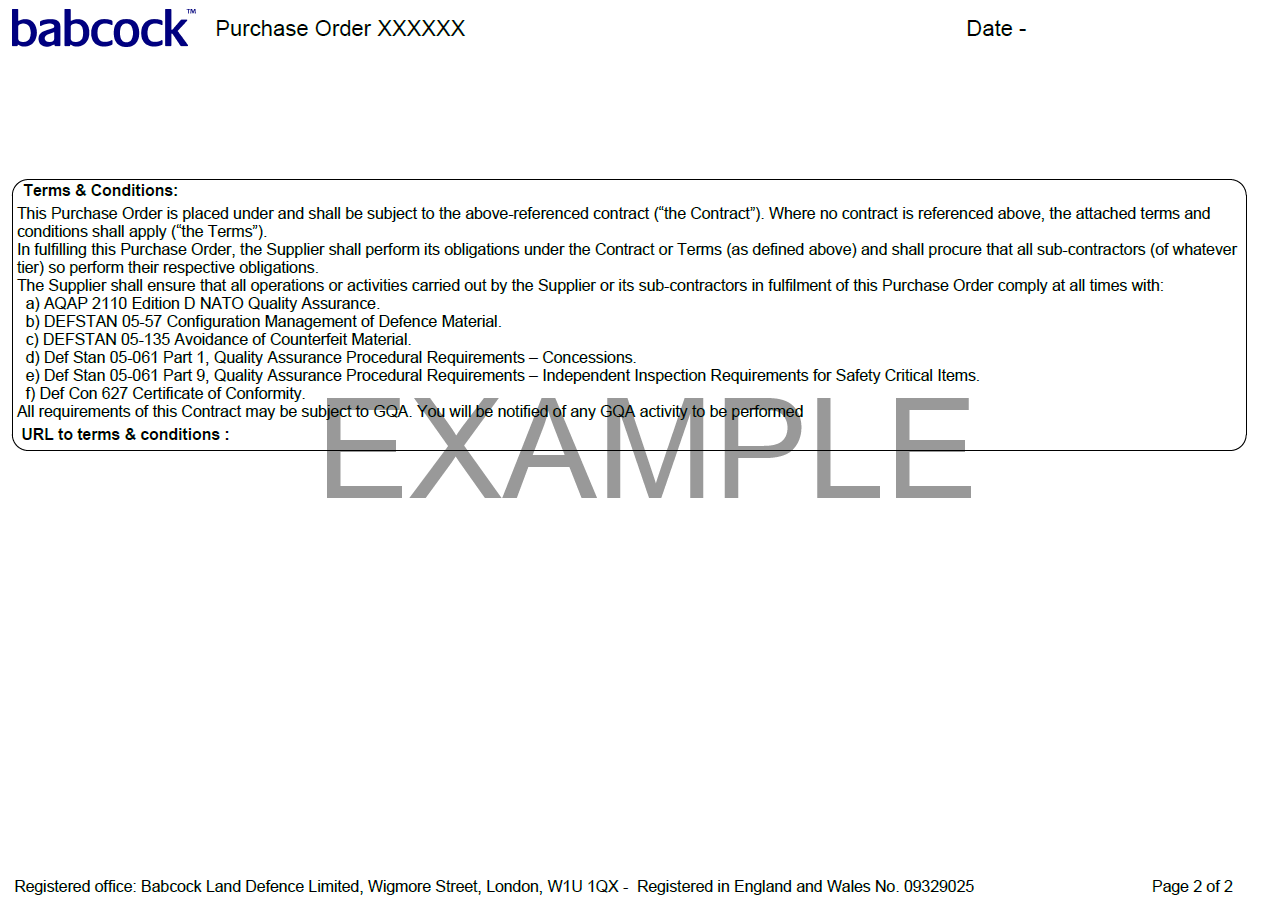 babcock™ Purchase Order XXXXXX Date -
Terms & Conditions:
This Purchase Order is placed under and shall be subject to the above-referenced contract (“the Contract”). Where no contract is referenced above, the attached terms and
conditions shall apply (“the Terms”).
In fulfilling this Purchase Order, the Supplier shall perform its obligations under the Contract or Terms (as defined above) and shall procure that all sub-contractors (of whatever
tier) so perform their respective obligations.
The Supplier shall ensure that all operations or activities carried out by the Supplier or its sub-contractors in fulfilment of this Purchase Order comply at all times with:
a) AQAP 2110 Edition D NATO Quality Assurance.
b) DEFSTAN 05-57 Configuration Management of Defence Material.
c) DEFSTAN 05-135 Avoidance of Counterfeit Material.
d) Def Stan 05-061 Part 1, Quality Assurance Procedural Requirements – Concessions.
e) Def Stan 05-061 Part 9, Quality Assurance Procedural Requirements – Independent Inspection Requirements for Safety Critical Items.
f) Def Con 627 Certificate of Conformity.
All requirements of this Contract may be subject to GQA. You will be notified of any GQA activity to be performed
URL to terms & conditions :
EXAMPLE
Registered office: Babcock Land Defence Limited, Wigmore Street, London, W1U 1QX - Registered in England and Wales No. 09329025 Page 2 of 2